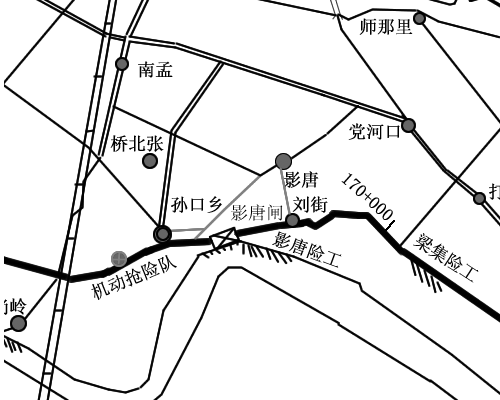 师那里
南孟
党河口
桥北张
影唐
170+000
孙口乡
影唐闸
刘街
影唐险工
梁集险工
机动抢险队
岭